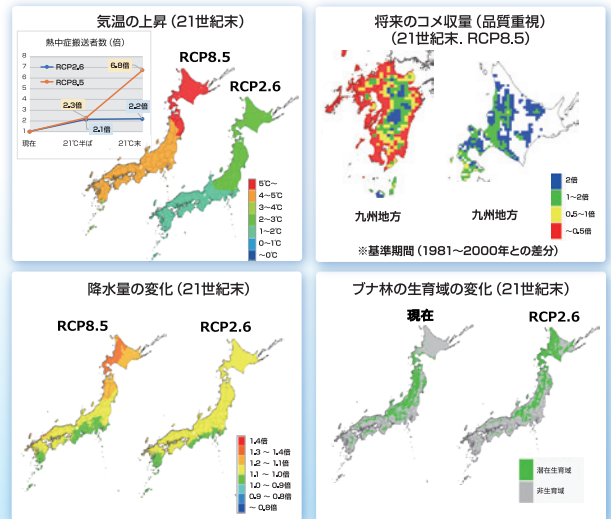 気温の上昇（21世紀末）
熱中症搬送者数（倍）
8
7
6
5
4
3
2
1
RCP2.6
RCP8.5
6.8倍
2.3倍
2.2倍
2.1倍
現在
21℃半ば
21℃末
RCP8.5
RCP2.6
5℃～
4～5℃
3～4℃
2～3℃
1～2℃
0～1℃
～0℃
将来のコメ収量（品質重視）
（21世紀末．RCP8.5）
九州地方
九州地方
2倍
1～2倍
0.5～1倍
～0.5倍
※基準期間（1981～2000年との差分）
降水量の変化（21世紀末）
RCP8.5
RCP2.6
1.4倍
1.3 ～ 1.4倍
1.2 ～ 1.1倍
1.1 ～ 1.0倍
1.0 ～ 0.9倍
0.9 ～ 0.8倍
～ 0.8倍
ブナ林の生育域の変化（21世紀末）
現在
RCP2.6
潜在生育域
非生育域